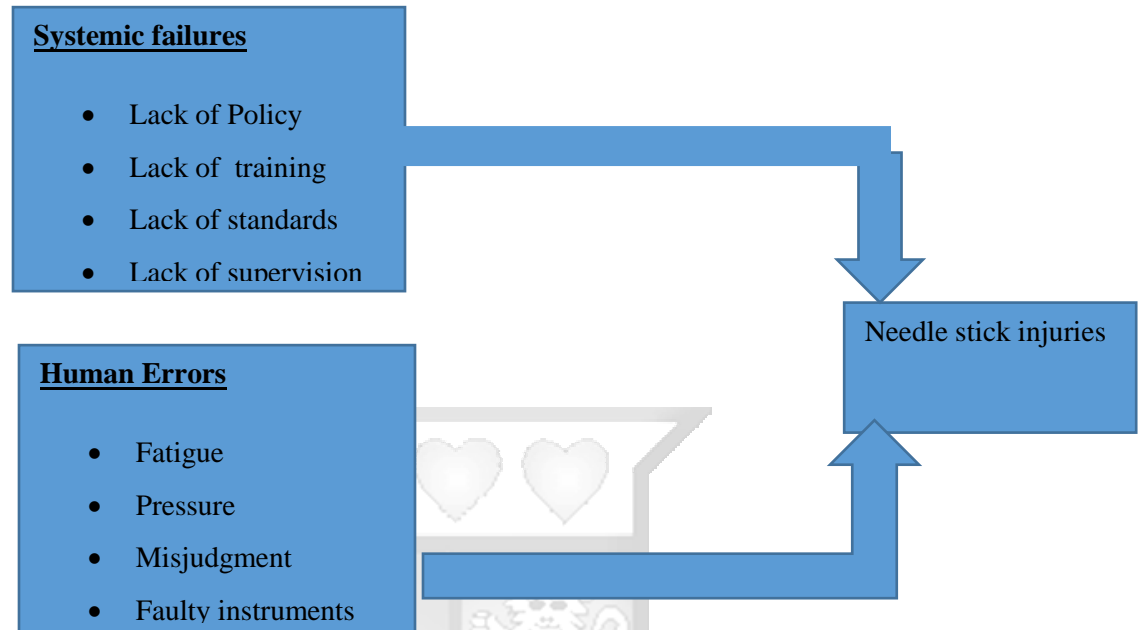 Systemic failures
• Lack of Policy
• Lack of training
• Lack of standards
• Lack of supervision
Needle stick injuries
Human Errors
• Fatigue
• Pressure
• Misjudgment
• Faulty instruments